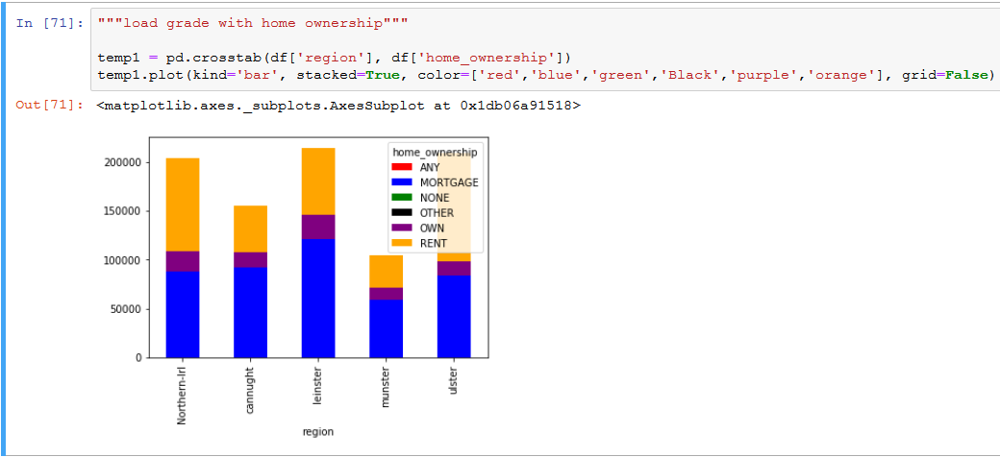 In [71]: """load grade with home ownership"""
temp1 = pd.crosstab(df['region'], df['home_ownership'])
temp1.plot(kind='bar', stacked=True, color=['red','blue','green','Black','purple','orange'], grid=False)
Out[71]: <matplotlib.axes._subplots.AxesSubplot at 0x1db06a91518>
home_ownership
ANY
MORTGAGE
NONE
OTHER
OWN
RENT
200000
150000
100000
50000
0
Northern-Irl
cannught
leinster
munster
ulster
region